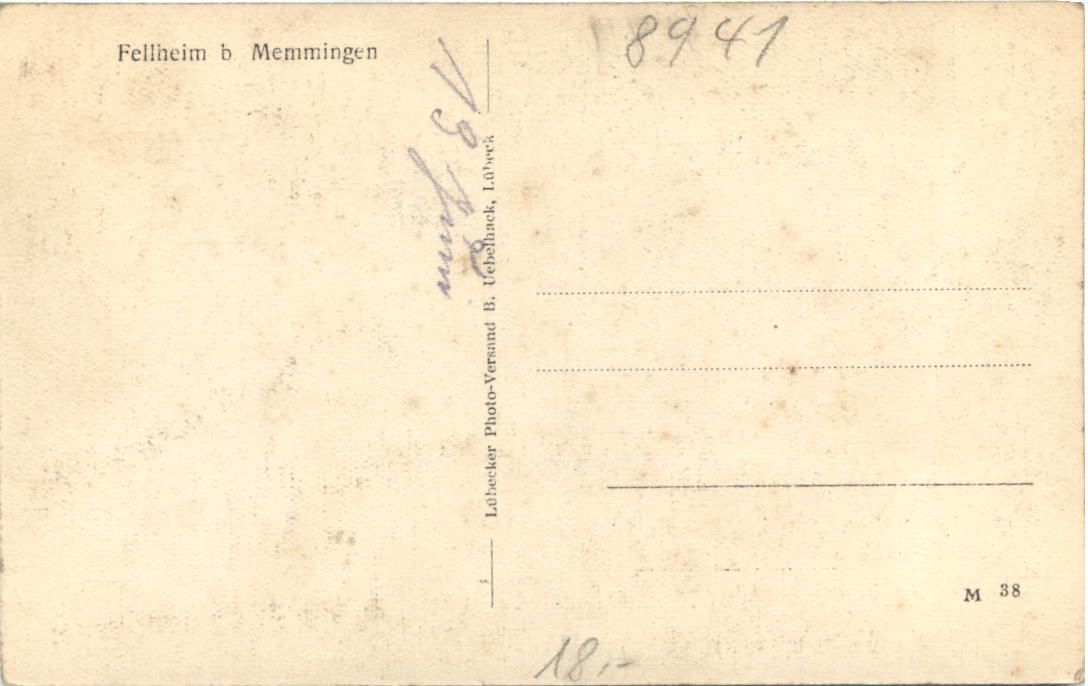 Fellheim b. Memmingen
8941
Lübecker Photo-Versand B. Uebelhack, Lübeck
M 38
18,-